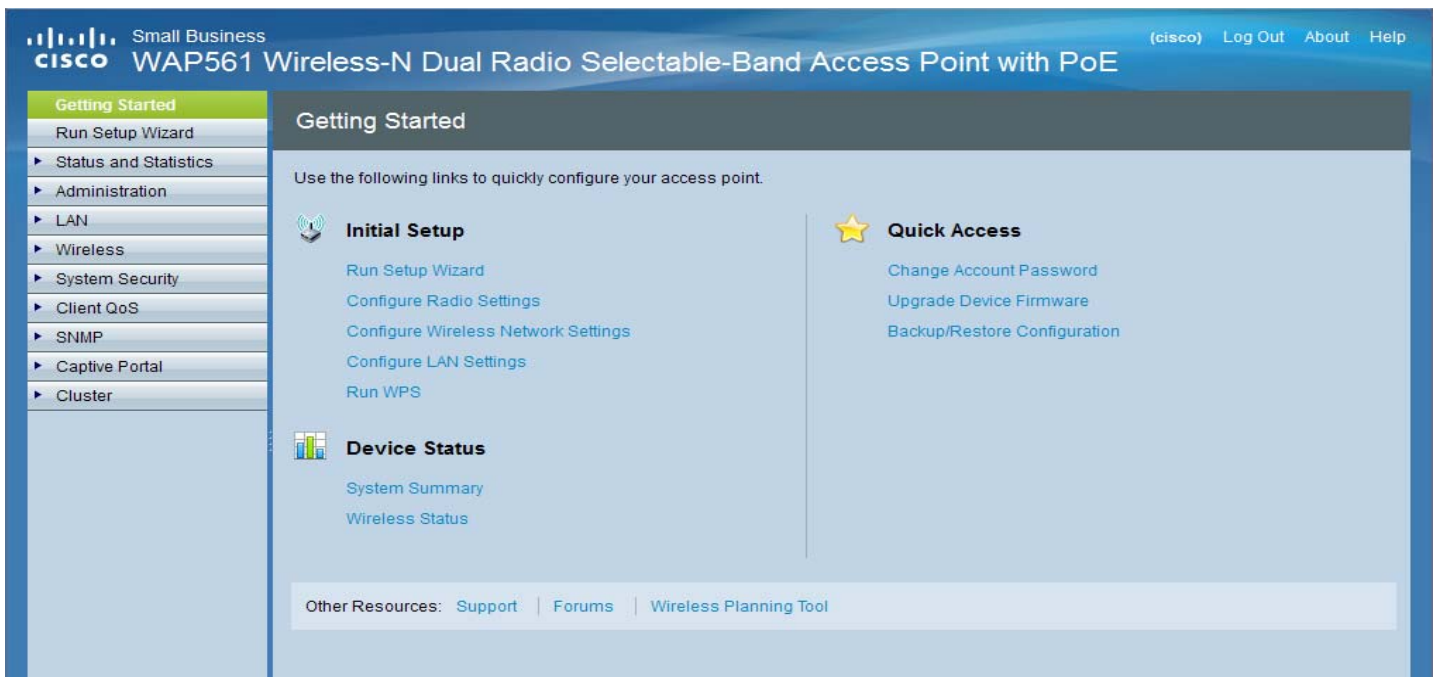 Small Business
(cisco) Log Out About Help
CISCO WAP561 Wireless-N Dual Radio Selectable-Band Access Point with PoE
Getting Started
Run Setup Wizard
Status and Statistics
Administration
LAN
Wireless
System Security
Client QoS
SNMP
Captive Portal
Cluster
Getting Started
Use the following links to quickly configure your access point.
Initial Setup
Run Setup Wizard
Configure Radio Settings
Configure Wireless Network Settings
Configure LAN Settings
Run WPS
Device Status
System Summary
Wireless Status
Quick Access
Change Account Password
Upgrade Device Firmware
Backup/Restore Configuration
Other Resources: Support | Forums | Wireless Planning Tool